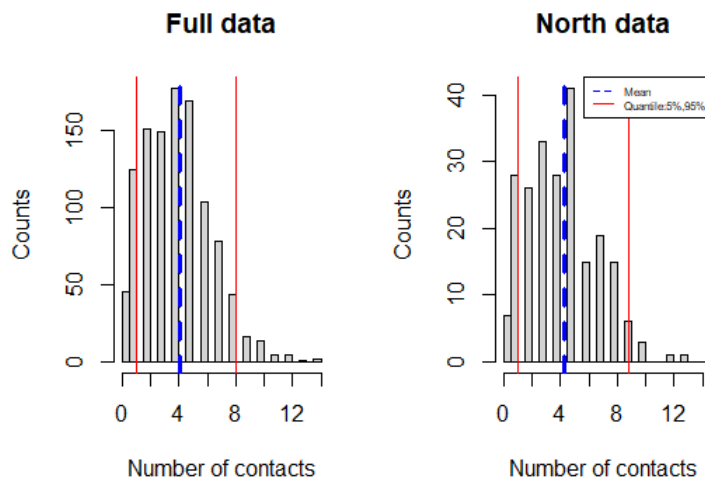 Full data
North data
Mean
Quantile:5%,95%
Counts
0 50 100 150
0 4 8 12
Number of contacts
Counts
0 10 20 30 40
0 4 8 12
Number of contacts